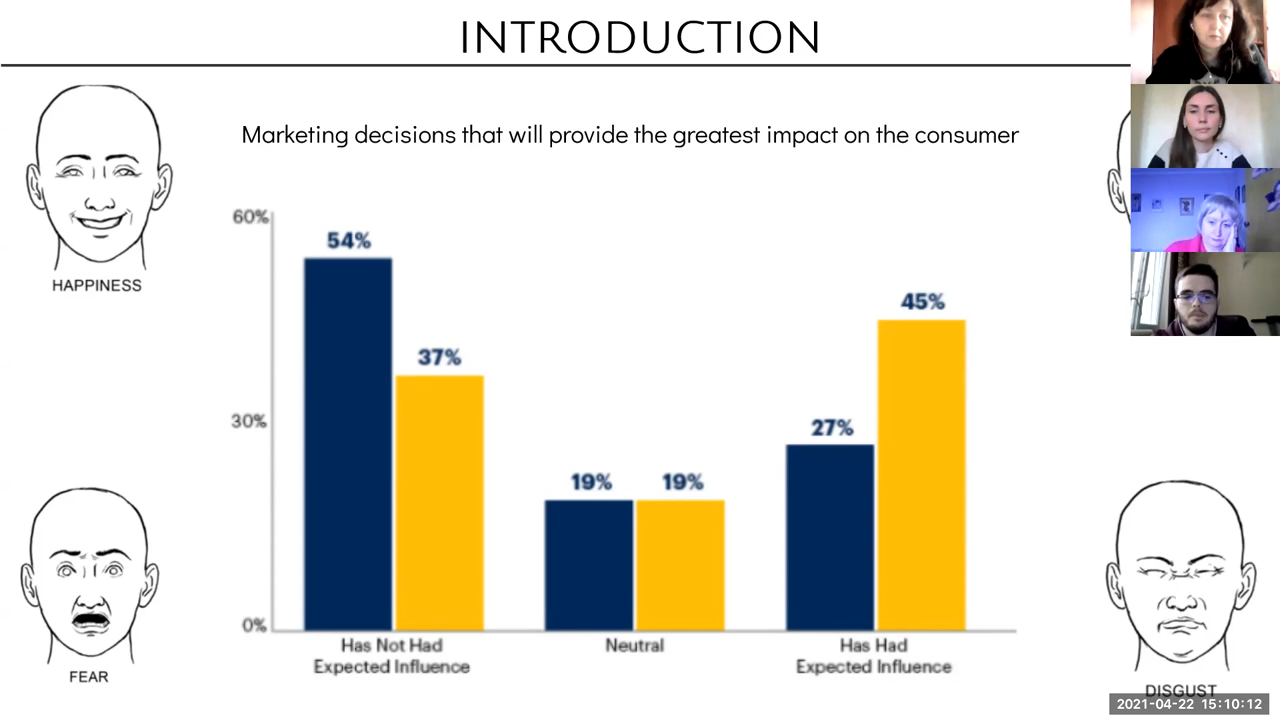 INTRODUCTION
Marketing decisions that will provide the greatest impact on the consumer
HAPPINESS
60%
54%
37%
45%
30%
27%
19%
19%
0%
Has Not Had
Expected Influence
Neutral
Has Had
Expected Influence
FEAR
DISGUST
2021-04-22 15:10:12